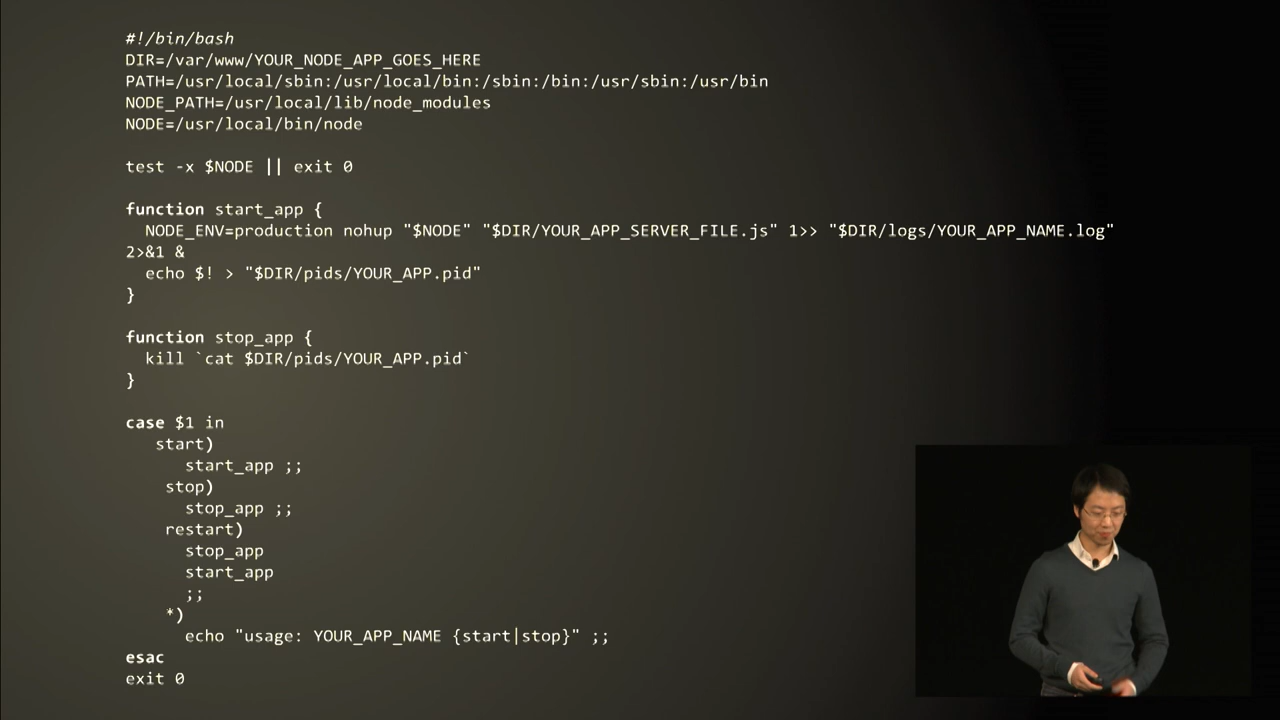 #!/bin/bash
DIR=/var/www/YOUR_NODE_APP_GOES_HERE
PATH=/usr/local/sbin:/usr/local/bin:/sbin:/bin:/usr/sbin:/usr/bin
NODE_PATH=/usr/local/lib/node_modules
NODE=/usr/local/bin/node
test -x $NODE || exit 0
function start_app {
NODE_ENV=production nohup "$NODE" "$DIR/YOUR_APP_SERVER_FILE.js" 1>> "$DIR/logs/YOUR_APP_NAME.log"
2>&1 &
echo $! > "$DIR/pids/YOUR_APP.pid"
}
function stop_app {
kill `cat $DIR/pids/YOUR_APP.pid`
}
case $1 in
start)
start_app ;;
stop)
stop_app ;;
restart)
stop_app
start_app
;;
*)
echo "usage: YOUR_APP_NAME {start|stop}" ;;
esac
exit 0